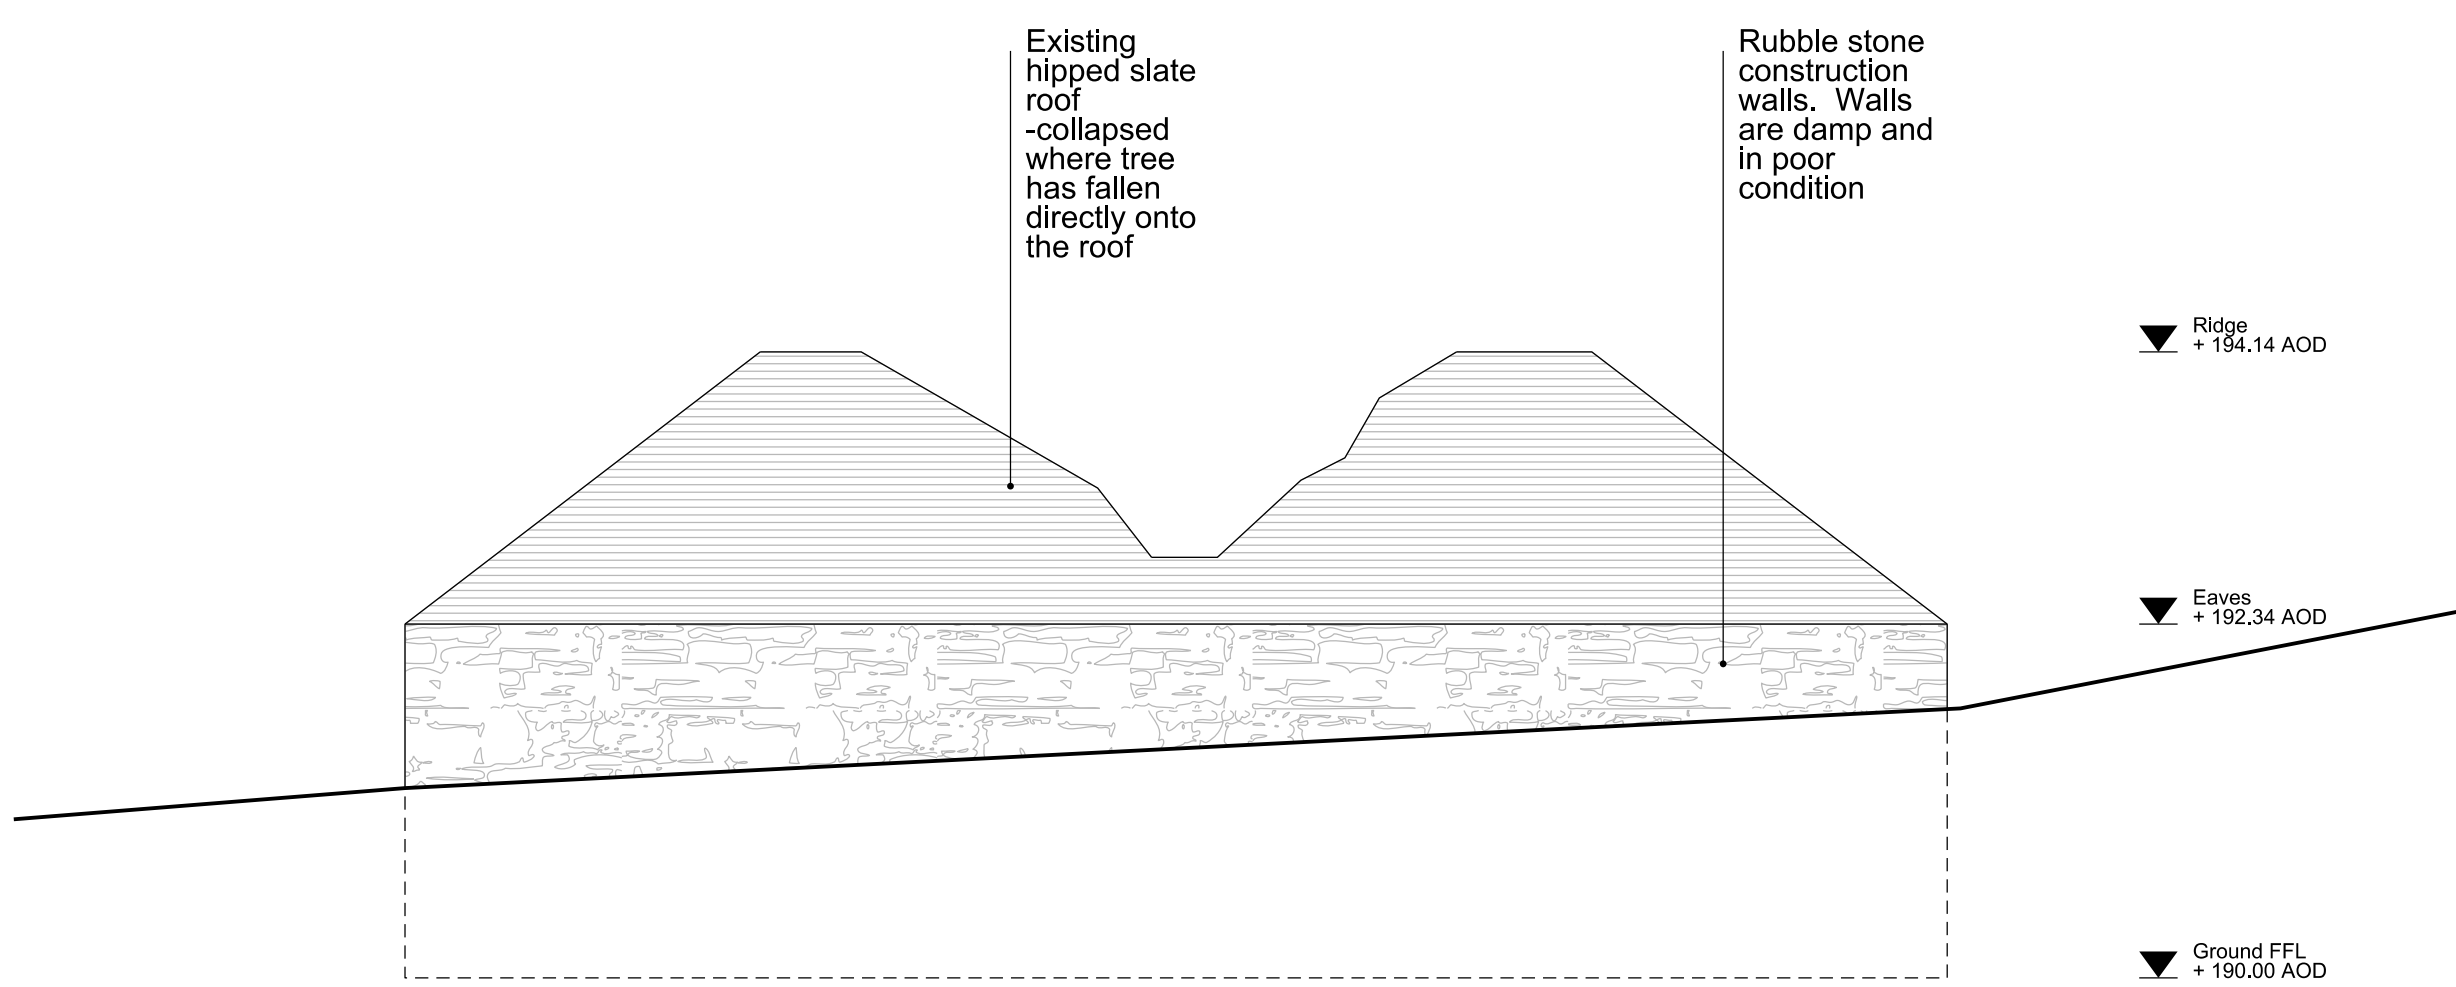 Existing
hipped slate
roof
-collapsed
where tree
has fallen
directly onto
the roof
Rubble stone
construction
walls.  Walls
are damp and
in poor
condition
Ridge
+ 194.14 AOD
Eaves
+ 192.34 AOD
Ground FFL
+ 190.00 AOD